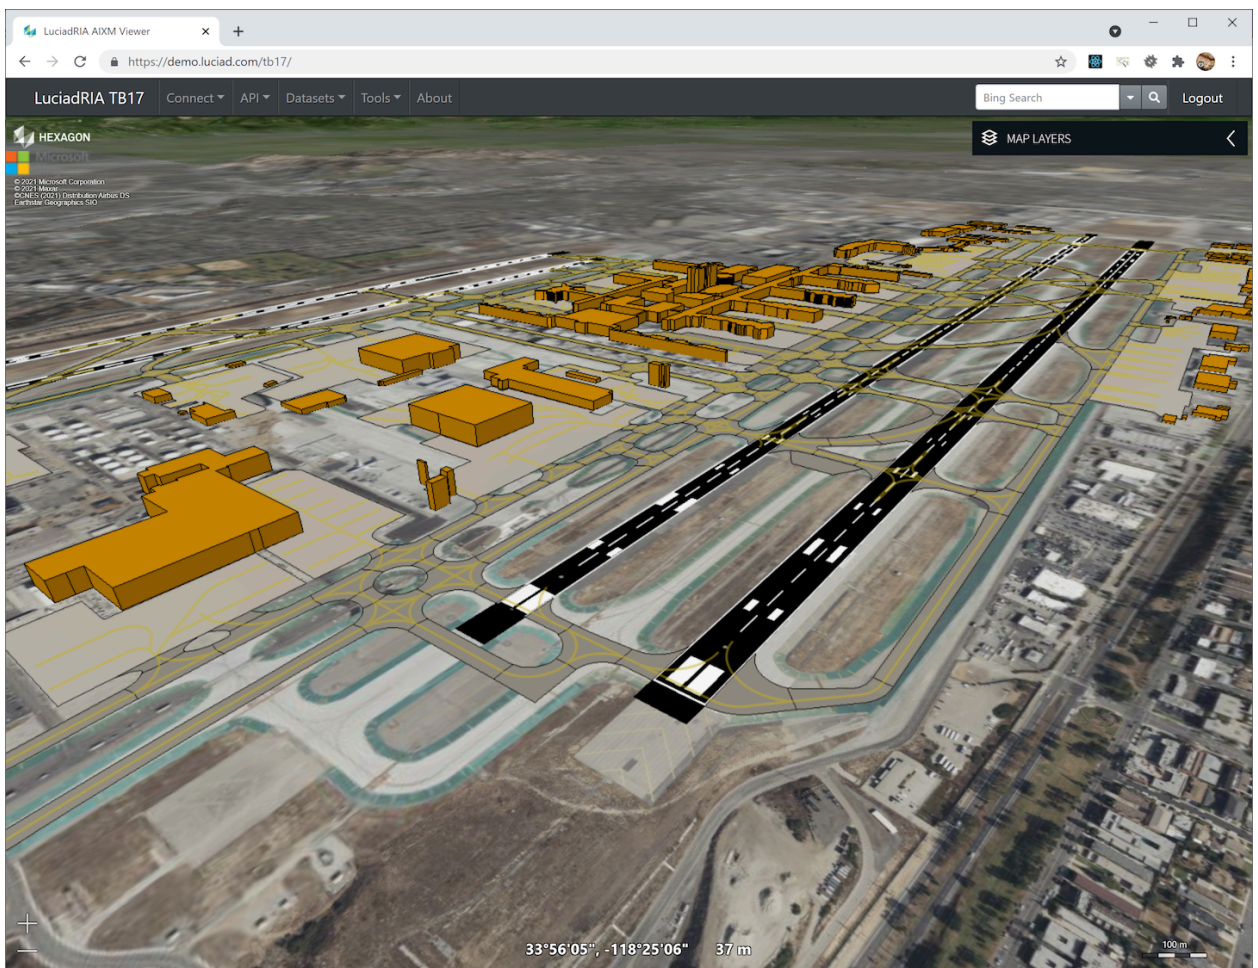 LuciadRIA AIXM Viewer
https://demo.luciad.com/tb17/
LuciadRIA TB17 Connect API Datasets Tools About Bing Search Logout
HEXAGON
MAP LAYERS
Microsoft
© 2021 Microsoft Corporation
© 2021 Maxar
©CNES (2021) Distribution Airbus DS
Earthstar Geographics SIO
33°56'05", -118°25'06" 37 m
100 m